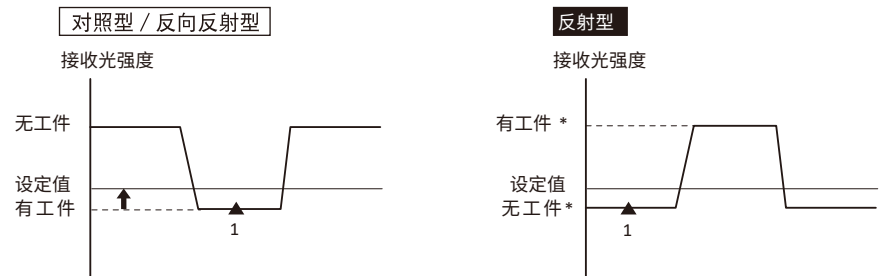 对照型 / 反向反射型
接收光强度
无工件
设定值
有工件
1
反射型
接收光强度
有工件 *
设定值
无工件*
1